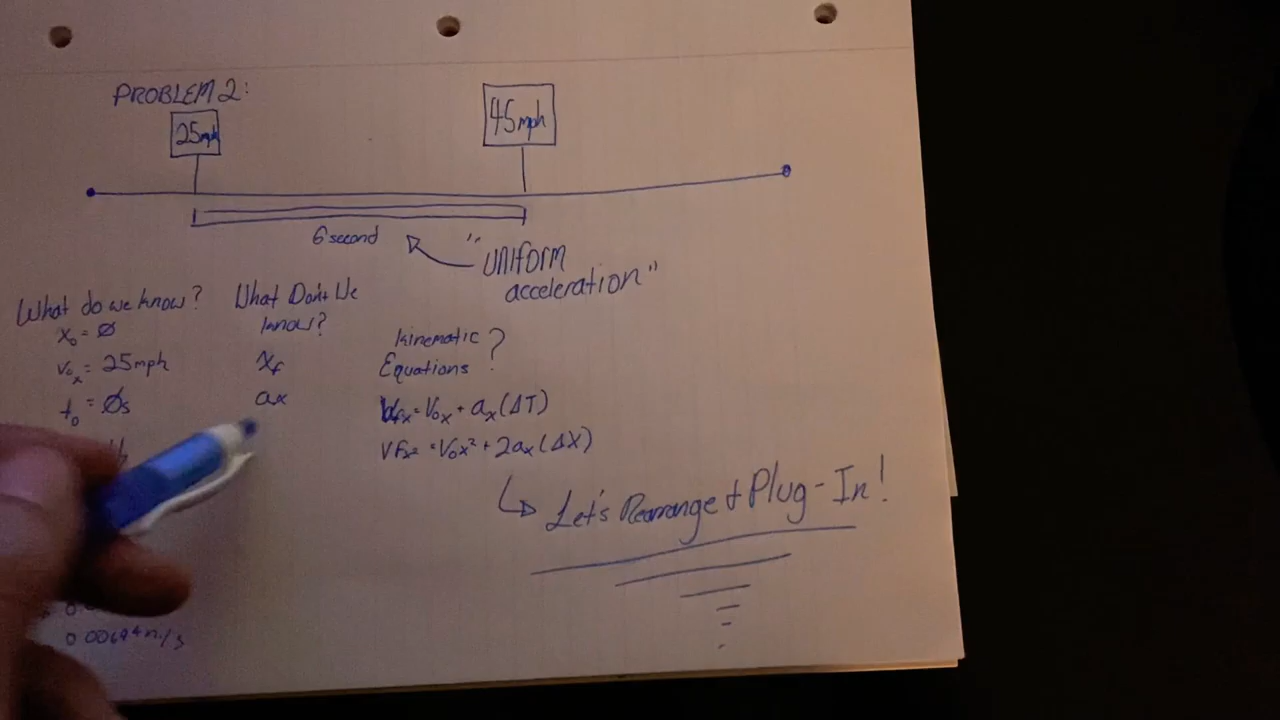 PROBLEM 2:
25mph
45mph
6 second
"UNIFORM
acceleration"
What do we know?
x₀ = Ø
v₀ₓ = 25mph
t₀ = Øs
What Don't We
know?
x_f
aₓ
kinematic
Equations ?
V_fₓ = V₀ₓ + aₓ (ΔT)
VFₓ² = V₀x² + 2aₓ (ΔX)
Let's Rearrange & Plug-In!